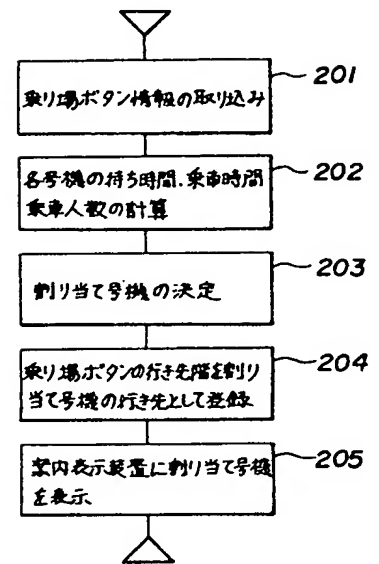 乗り場ボタン情報の取り込み
201
各号機の待ち時間、乗車時間
乗車人数の計算
202
割り当て号機の決定
203
乗り場ボタンの行き先階を割り
当て号機の行き先として登録
204
案内表示装置に割り当て号機
を表示
205